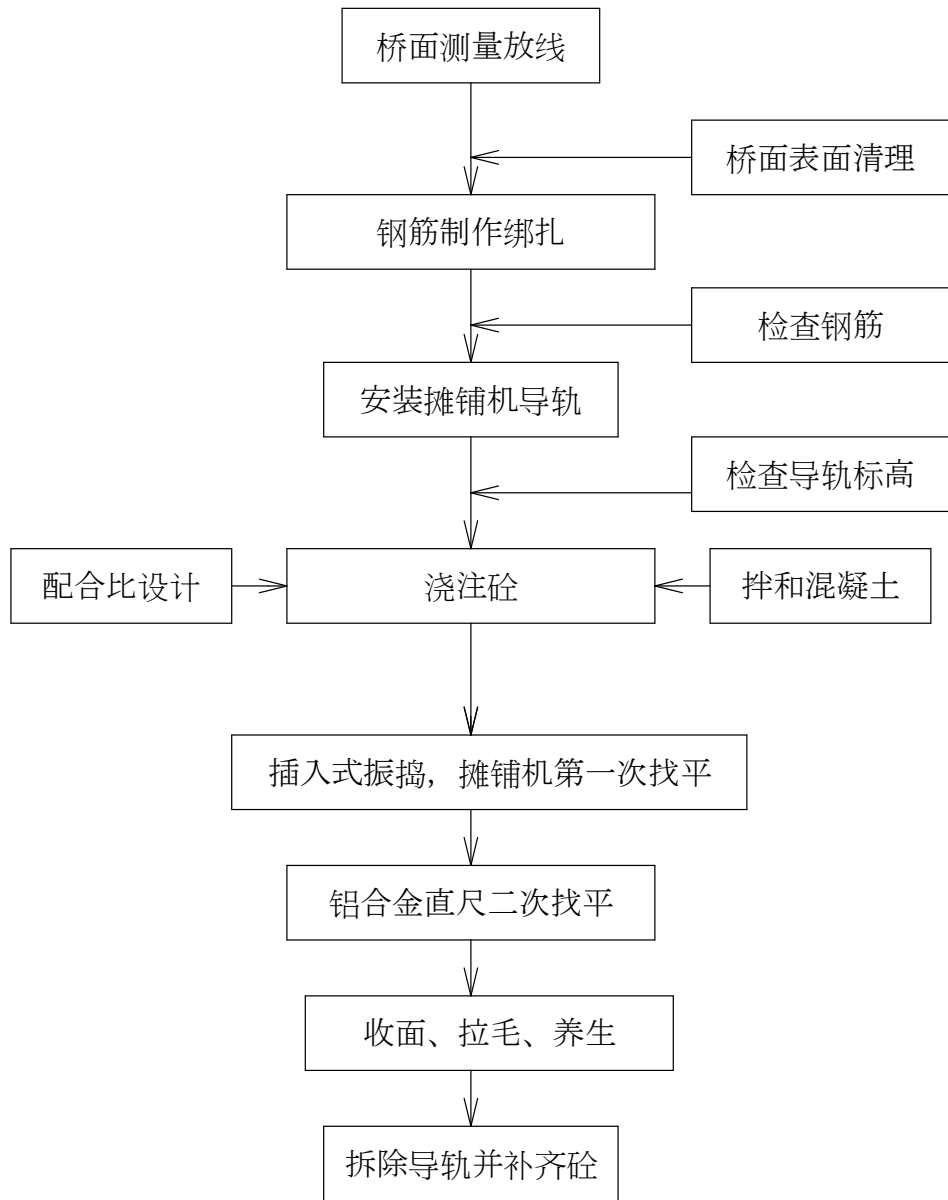 桥面测量放线
桥面表面清理
钢筋制作绑扎
检查钢筋
安装摊铺机导轨
检查导轨标高
配合比设计
浇注砼
拌和混凝土
插入式振捣，摊铺机第一次找平
铝合金直尺二次找平
收面、拉毛、养生
拆除导轨并补齐砼